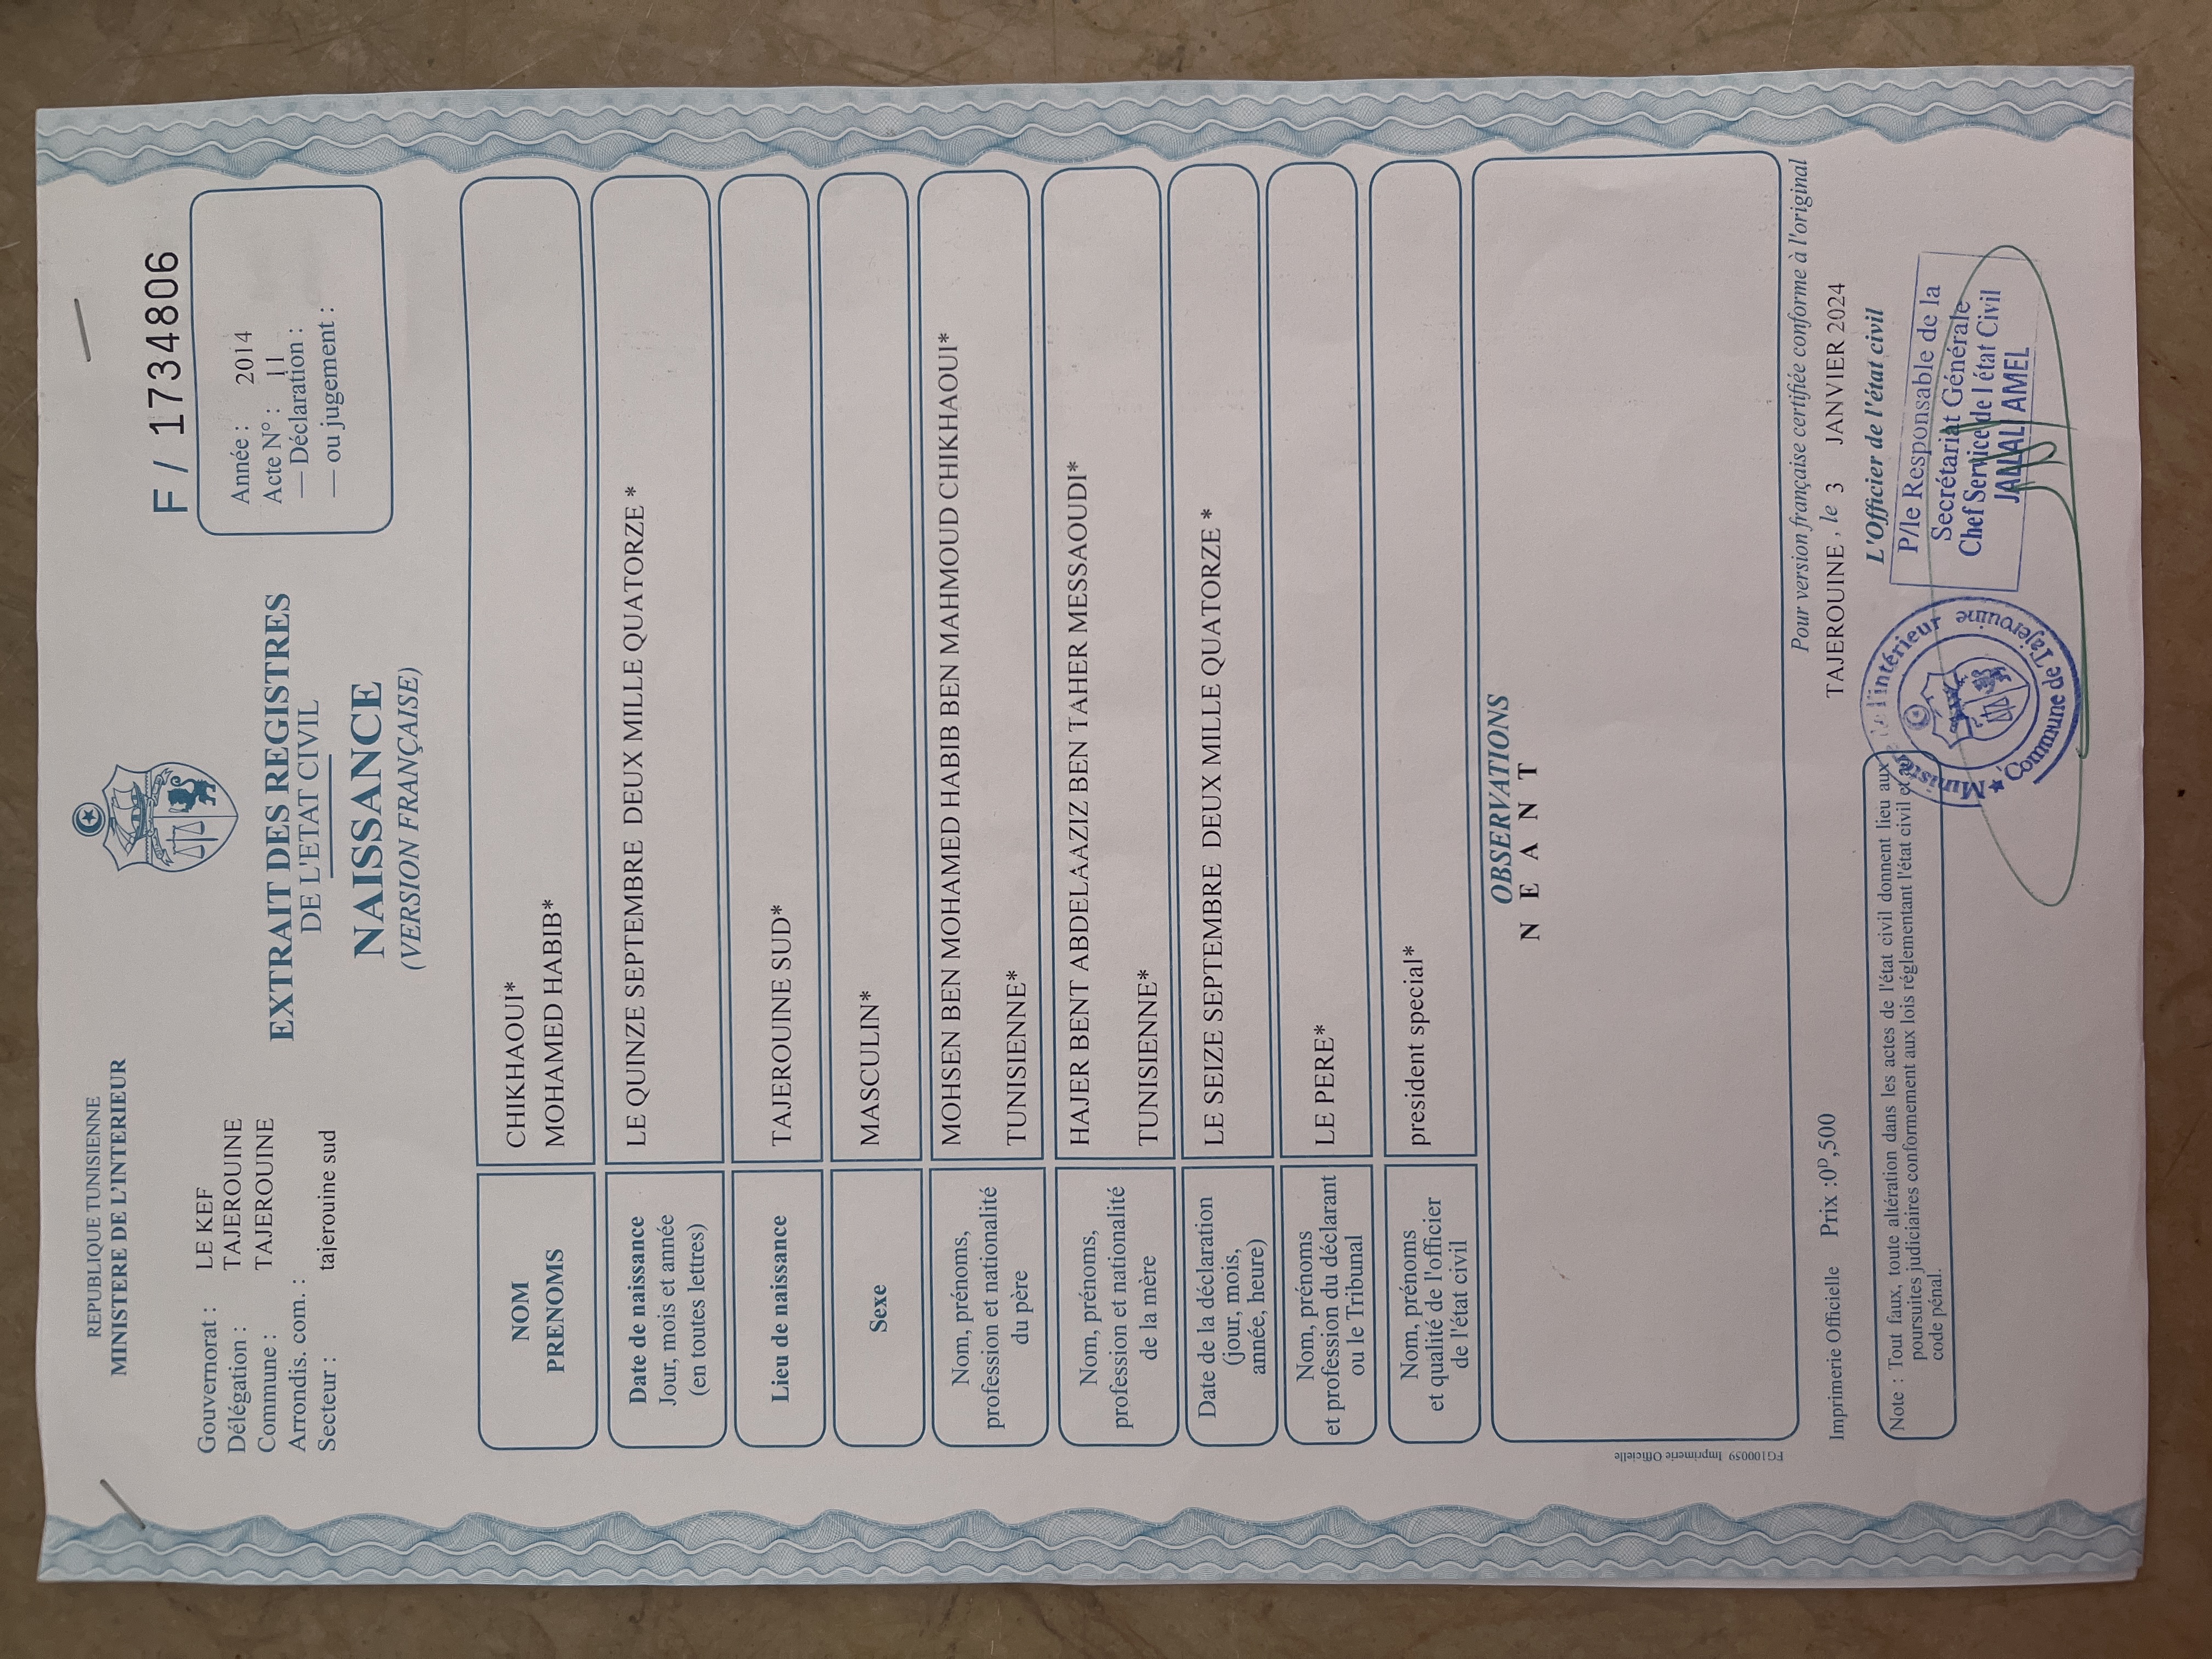 REPUBLIQUE TUNISIENNE
MINISTERE DE L'INTERIEUR
F / 1734806
Gouvernorat : LE KEF
Délégation : TAJEROUINE
Commune : TAJEROUINE
Arrondis. com. :
Secteur : tajerouine sud
EXTRAIT DES REGISTRES
DE L'ETAT CIVIL
NAISSANCE
(VERSION FRANÇAISE)
Année : 2014
Acte N° : 11
— Déclaration :
— ou jugement :
NOM CHIKHAOUI*
PRENOMS MOHAMED HABIB*
Date de naissance
Jour, mois et année
(en toutes lettres)
LE QUINZE SEPTEMBRE DEUX MILLE QUATORZE *
Lieu de naissance TAJEROUINE SUD*
Sexe MASCULIN*
Nom, prénoms,
profession et nationalité
du père
MOHSEN BEN MOHAMED HABIB BEN MAHMOUD CHIKHAOUI*
TUNISIENNE*
Nom, prénoms,
profession et nationalité
de la mère
HAJER BENT ABDELAAZIZ BEN TAHER MESSAOUDI*
TUNISIENNE*
Date de la déclaration
(jour, mois,
année, heure)
LE SEIZE SEPTEMBRE DEUX MILLE QUATORZE *
Nom, prénoms
et profession du déclarant
ou le Tribunal
LE PERE*
Nom, prénoms
et qualité de l'officier
de l'état civil
president special*
OBSERVATIONS
N E A N T
FG100059 Imprimerie Officielle
Pour version française certifiée conforme à l'original
Imprimerie Officielle Prix :0D,500
TAJEROUINE , le 3 JANVIER 2024
L'Officier de l'état civil
P/le Responsable de la
Secrétariat Générale
Chef Service de l état Civil
JALALI AMEL
l'intérieur
Commune de Tajerouine
Note : Tout faux, toute altération dans les actes de l'état civil donnent lieu aux
poursuites judiciaires conformement aux lois réglementant l'état civil et au
code pénal.